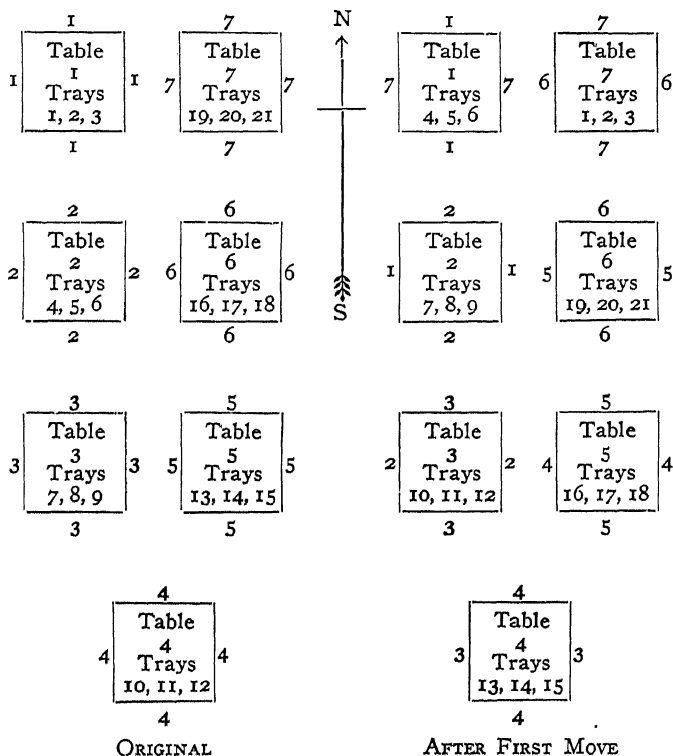 1 7 N 1 7
Table Table Table Table
1 1 1 7 7 7 7 1 7 6 7 6
Trays Trays Trays Trays
1, 2, 3 19, 20, 21 4, 5, 6 1, 2, 3
1 7 1 7
2 6 2 6
Table Table Table Table
2 2 2 6 6 6 1 2 1 5 6 5
Trays Trays Trays Trays
4, 5, 6 16, 17, 18 7, 8, 9 19, 20, 21
S
2 6 2 6
3 5 3 5
Table Table Table Table
3 3 3 5 5 5 2 3 2 4 5 4
Trays Trays Trays Trays
7, 8, 9 13, 14, 15 10, 11, 12 16, 17, 18
3 5 3 5
4 4
Table Table
4 4 4 3 4 3
Trays Trays
10, 11, 12 13, 14, 15
4 4
ORIGINAL AFTER FIRST MOVE